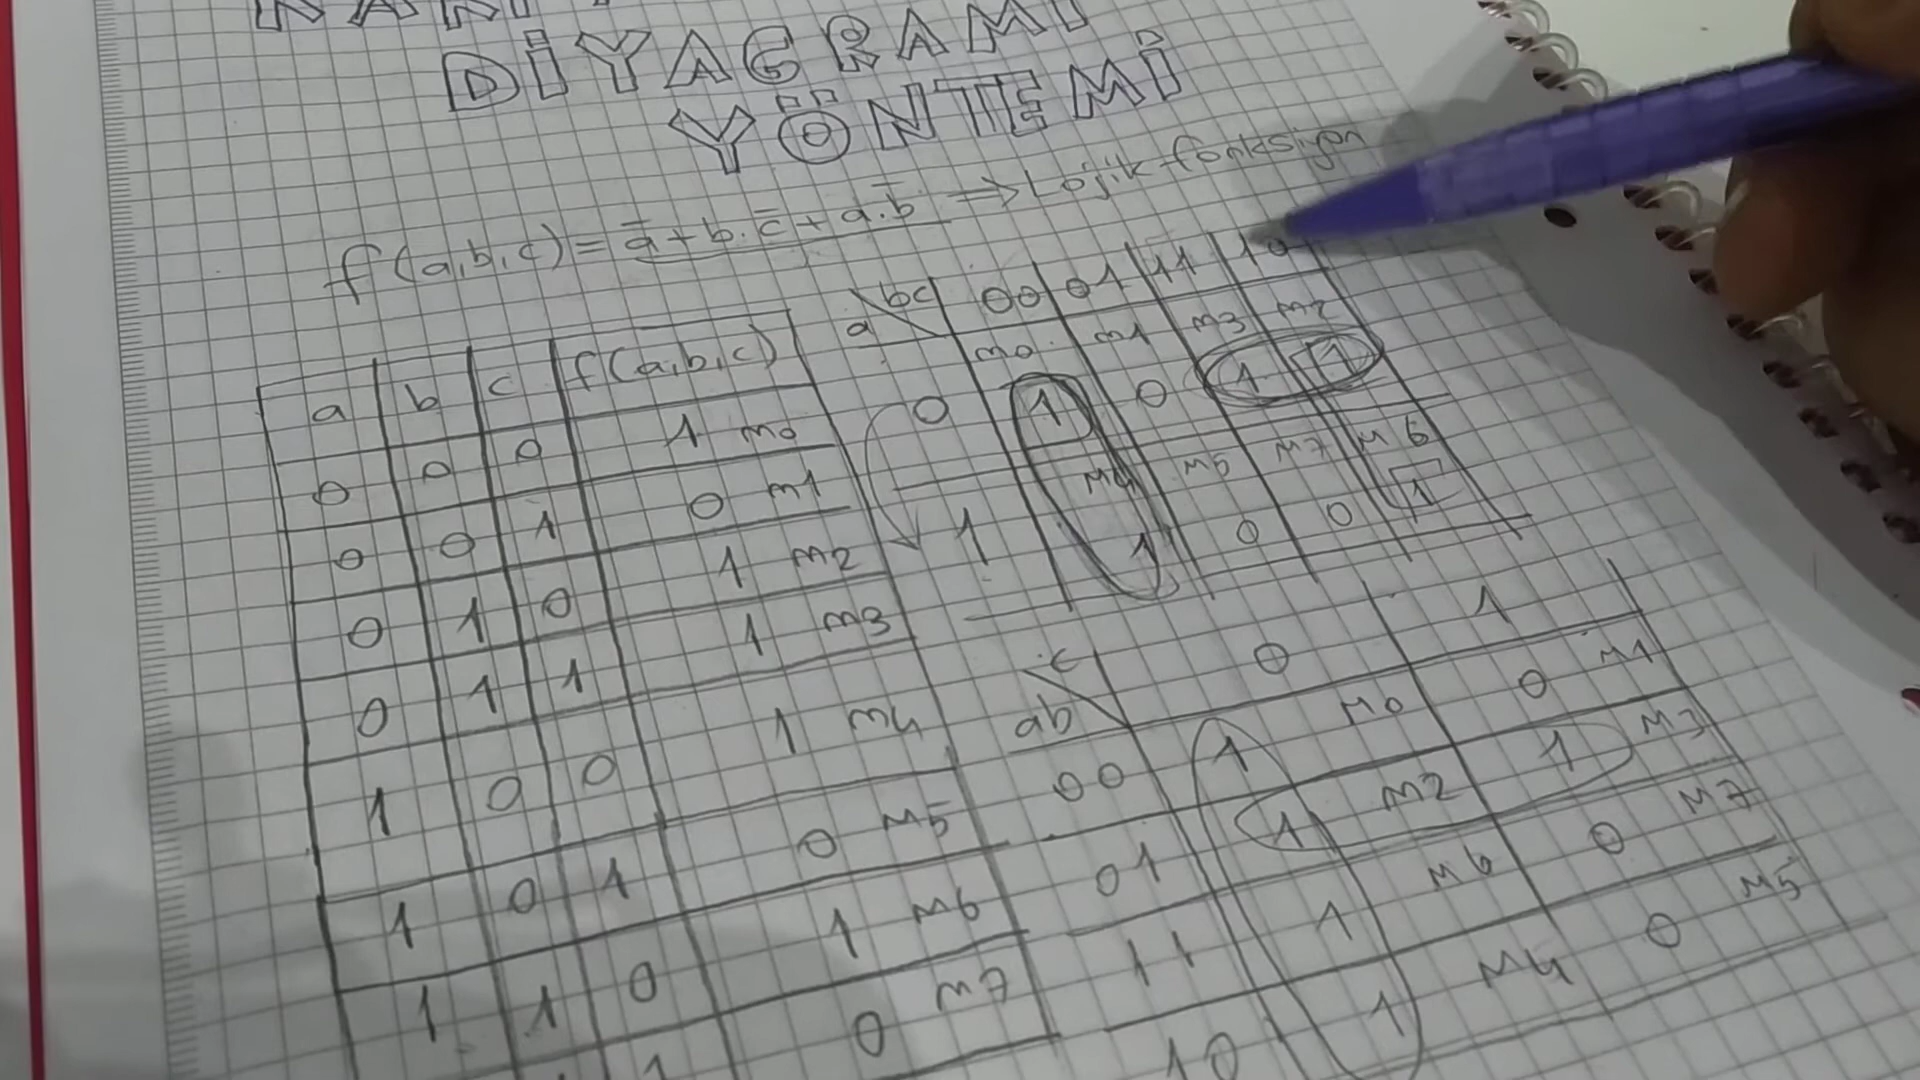 DİYAGRAMI
YÖNTEMİ
f(a,b,c) = a̅ + b.c̅ + a.b̅ => Lojik fonksiyon
a b c f(a,b,c)
0 0 0 1 m0
0 0 1 0 m1
0 1 0 1 m2
0 1 1 1 m3
1 0 0 1 m4
1 0 1 0 M5
1 1 0 1 M6
1 0 M7
a bc 00 01 11 10
m0 m1 m3 m2
0 1 0 1 1
M4 M5 M7 M6
1 1 0 0 1
ab c 0 1
00 1 M0 0 M1
01 1 M2 1 M3
11 1 M6 0 M7
10 1 M4 0 M5